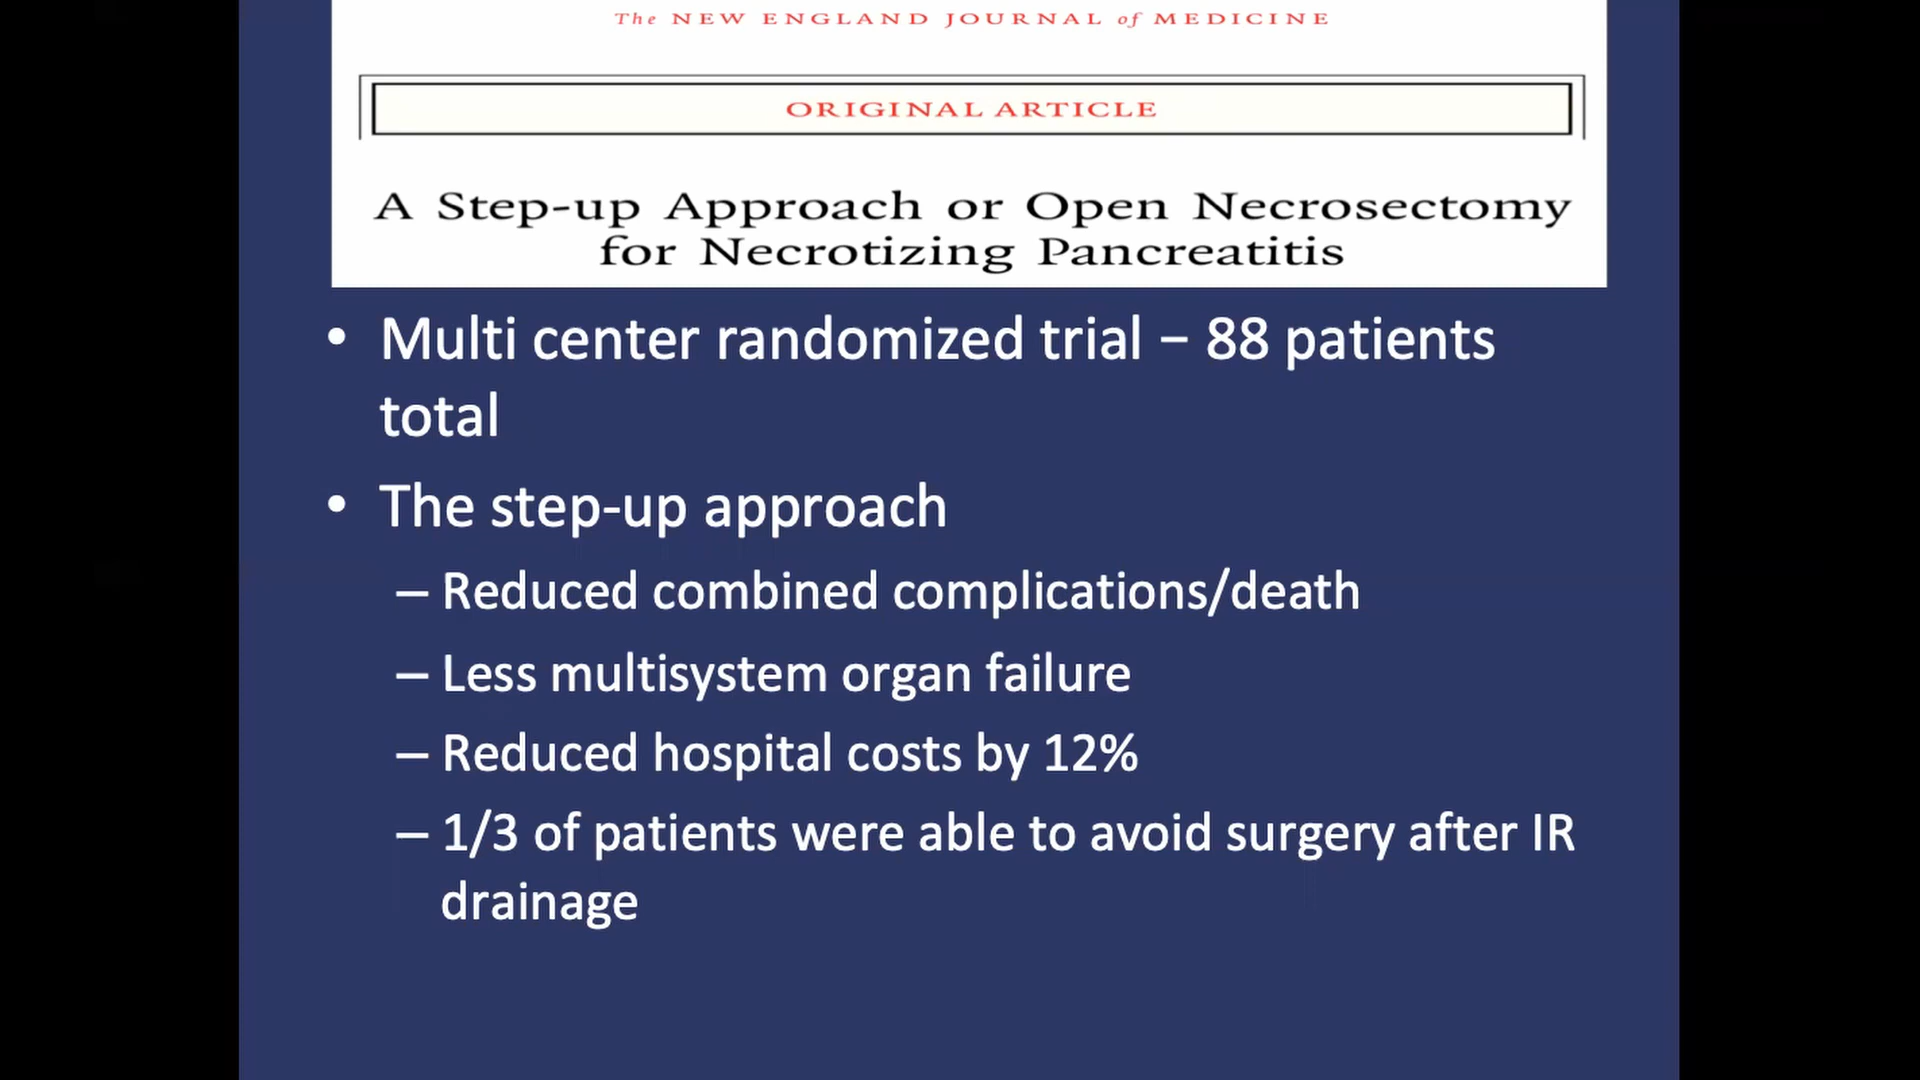 The NEW ENGLAND JOURNAL of MEDICINE
ORIGINAL ARTICLE
A Step-up Approach or Open Necrosectomy
for Necrotizing Pancreatitis
• Multi center randomized trial – 88 patients
total
• The step-up approach
– Reduced combined complications/death
– Less multisystem organ failure
– Reduced hospital costs by 12%
– 1/3 of patients were able to avoid surgery after IR
drainage